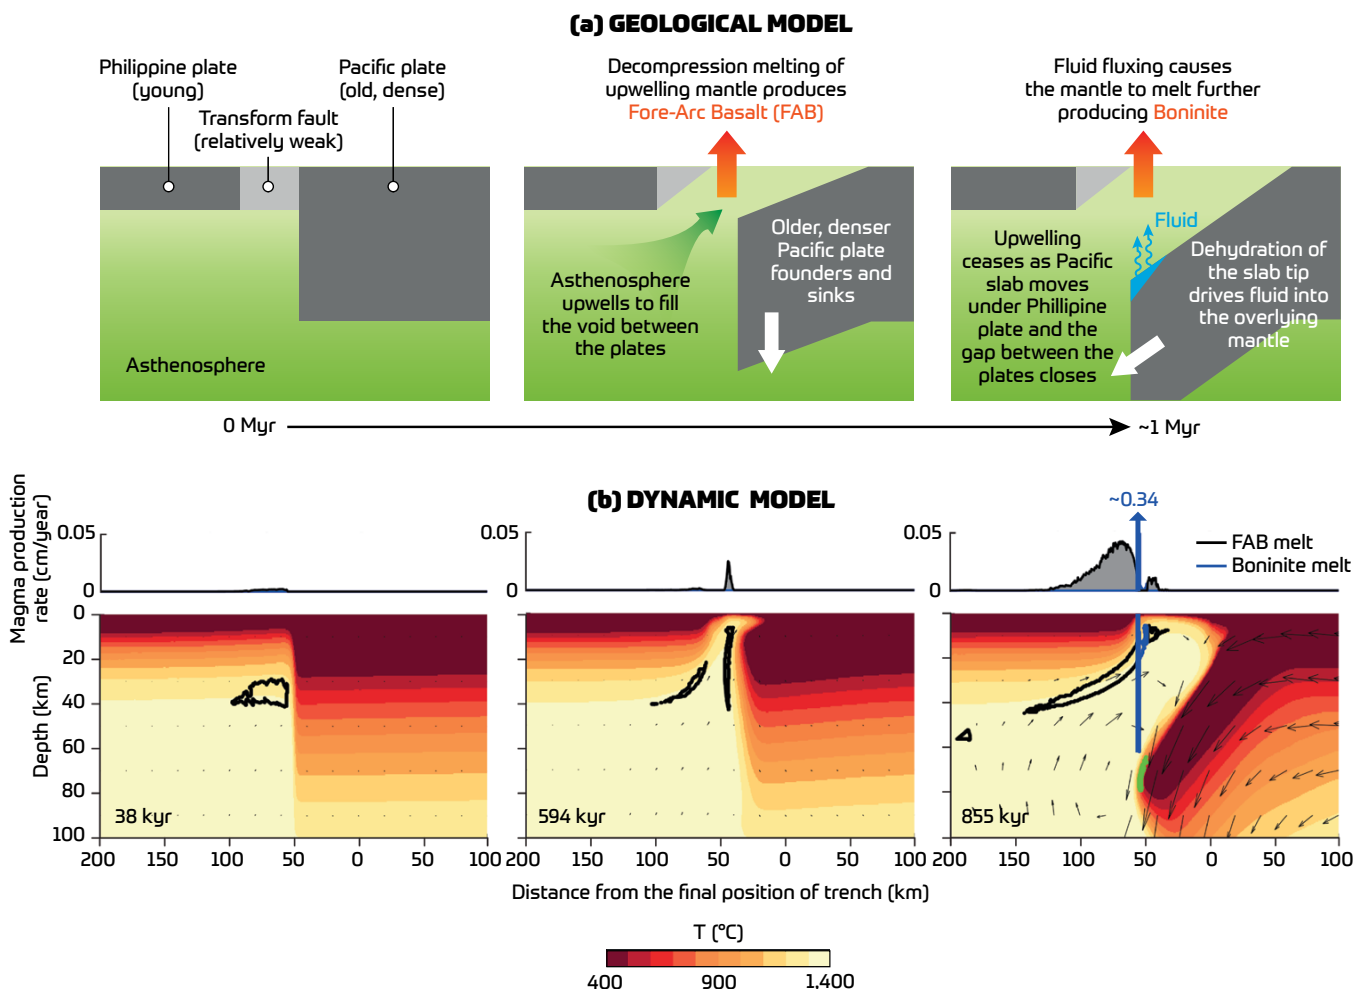 (a) GEOLOGICAL MODEL
Philippine plate
(young)
Transform fault
(relatively weak)
Pacific plate
(old, dense)
Asthenosphere
Decompression melting of
upwelling mantle produces
Fore-Arc Basalt (FAB)
Asthenosphere
upwells to fill
the void between
the plates
Older, denser
Pacific plate
founders and
sinks
Fluid fluxing causes
the mantle to melt further
producing Boninite
Fluid
Upwelling
ceases as Pacific
slab moves
under Phillipine
plate and the
gap between the
plates closes
Dehydration of
the slab tip
drives fluid into
the overlying
mantle
0 Myr
~1 Myr
(b) DYNAMIC MODEL
Magma production
rate (cm/year)
0.05
0
0.05
0
0.05
0
~0.34
FAB melt
Boninite melt
Depth (km)
0
20
40
60
80
100
38 kyr
594 kyr
855 kyr
200 150 100 50 0 50 100
200 150 100 50 0 50 100
200 150 100 50 0 50 100
Distance from the final position of trench (km)
T (°C)
400 900 1,400